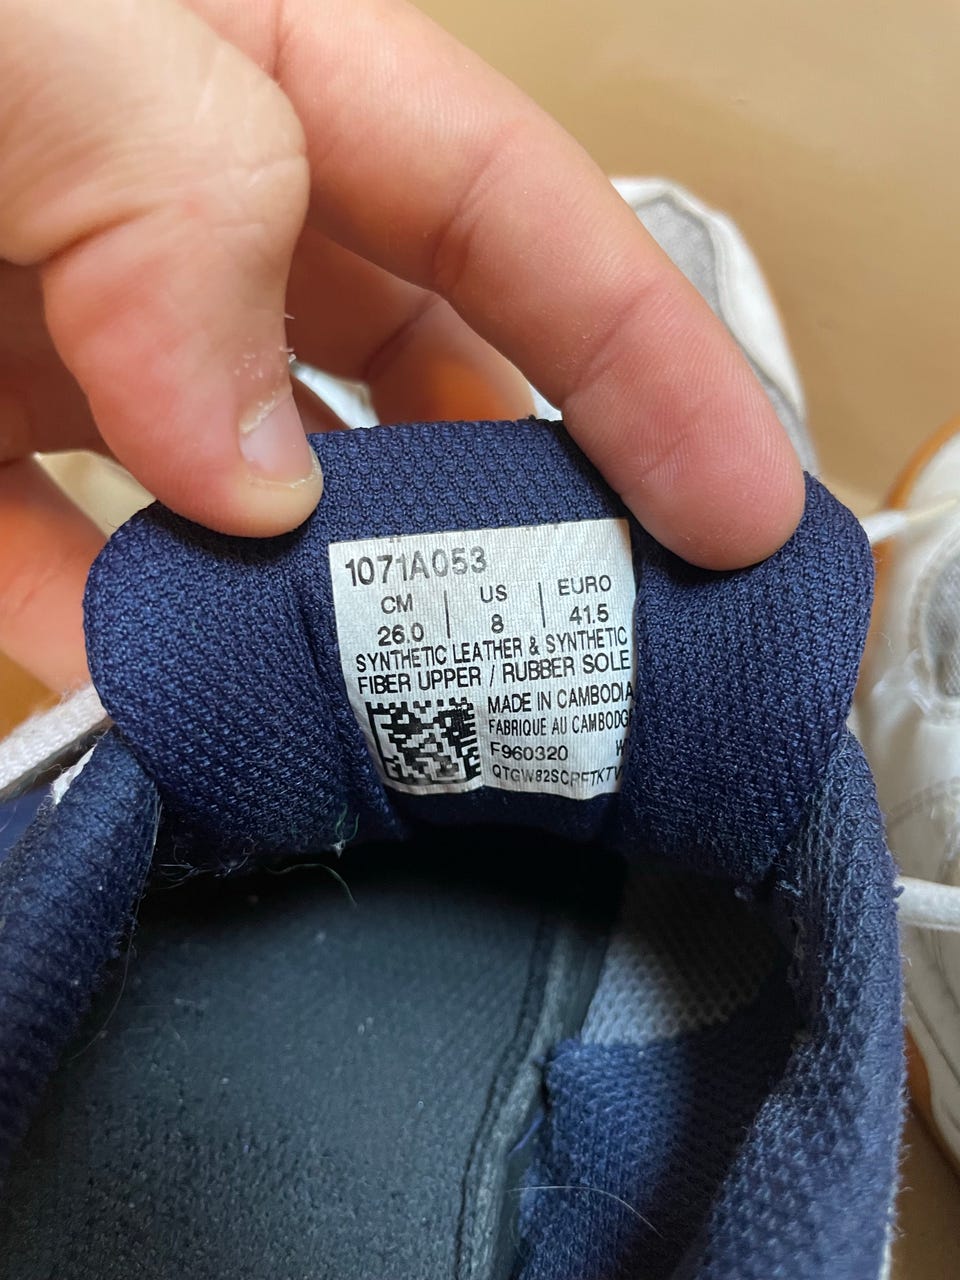 1071A053
CM | US | EURO
26.0 | 8 | 41.5
SYNTHETIC LEATHER & SYNTHETIC
FIBER UPPER / RUBBER SOLE
MADE IN CAMBODIA
FABRIQUE AU CAMBODG
F960320